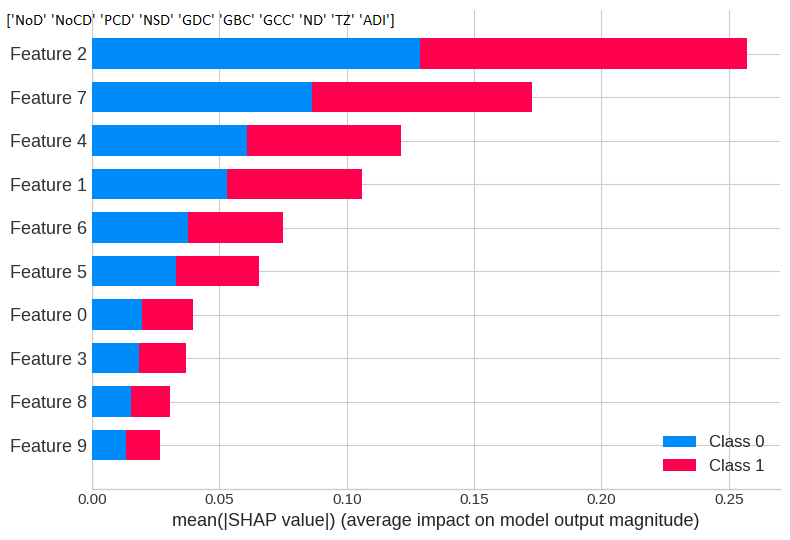 ['NoD' 'NoCD' 'PCD' 'NSD' 'GDC' 'GBC' 'GCC' 'ND' 'TZ' 'ADI']
Feature 2
Feature 7
Feature 4
Feature 1
Feature 6
Feature 5
Feature 0
Feature 3
Feature 8
Feature 9
Class 0
Class 1
0.00 0.05 0.10 0.15 0.20 0.25
mean(|SHAP value|) (average impact on model output magnitude)